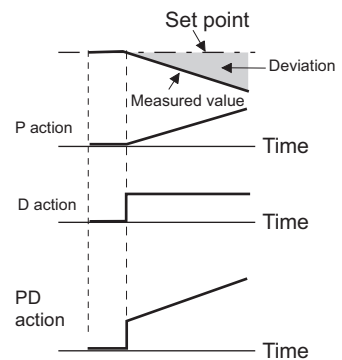 Set point
Deviation
Measured value
P action
Time
D action
Time
PD
action
Time